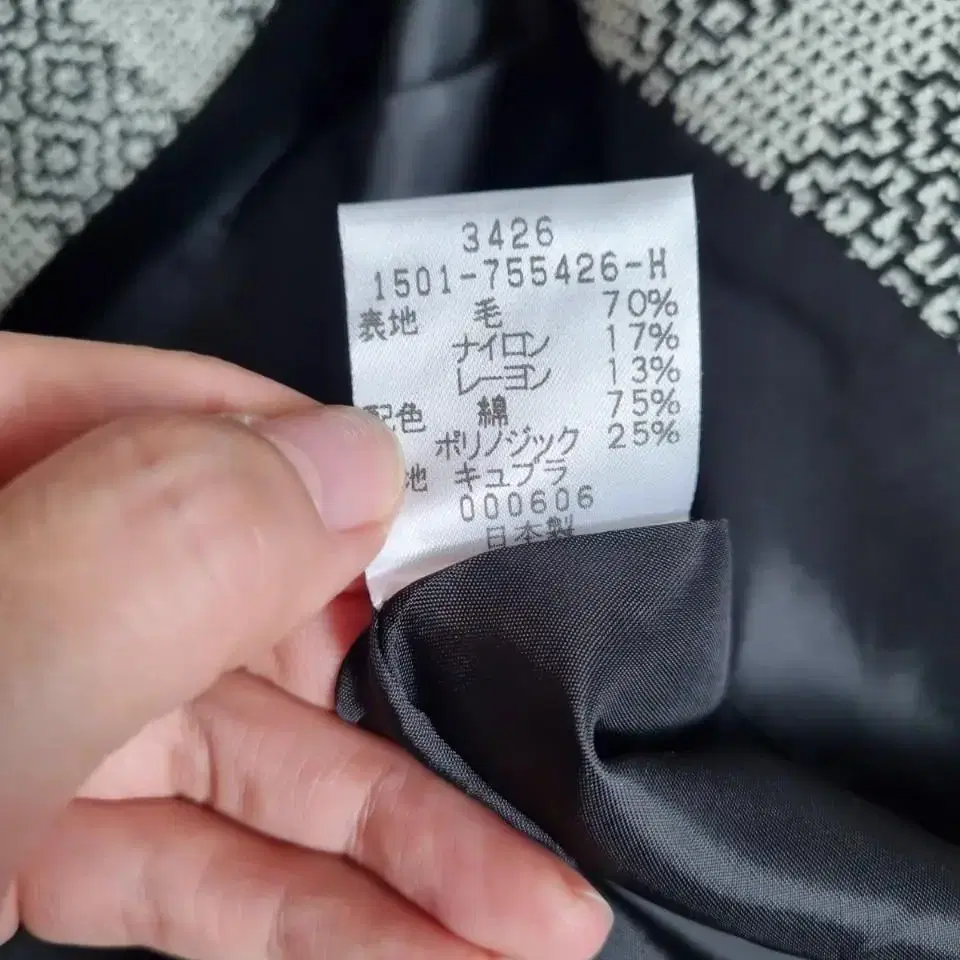 3426
1501-755426-H
表地 毛 70%
ナイロン 17%
レーヨン 13%
配色 綿 75%
ポリノジック 25%
地 キュプラ
000606
日本製